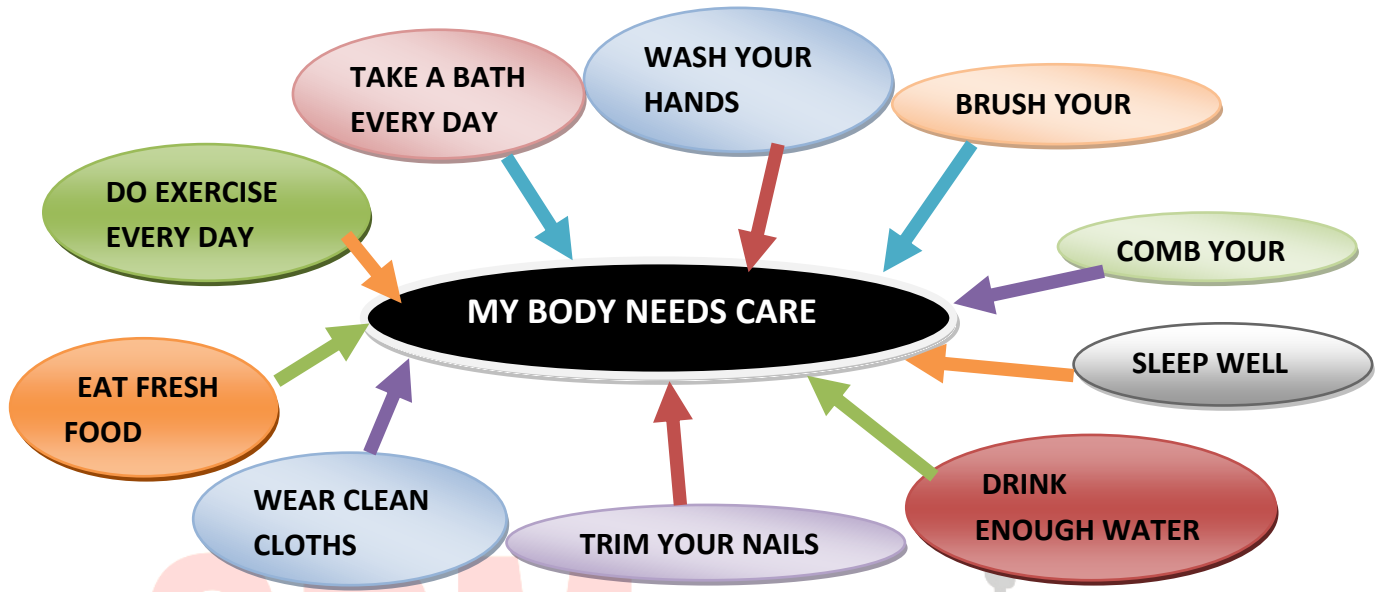 TAKE A BATH
EVERY DAY
WASH YOUR
HANDS
BRUSH YOUR
DO EXERCISE
EVERY DAY
COMB YOUR
MY BODY NEEDS CARE
SLEEP WELL
EAT FRESH
FOOD
DRINK
ENOUGH WATER
WEAR CLEAN
CLOTHS
TRIM YOUR NAILS